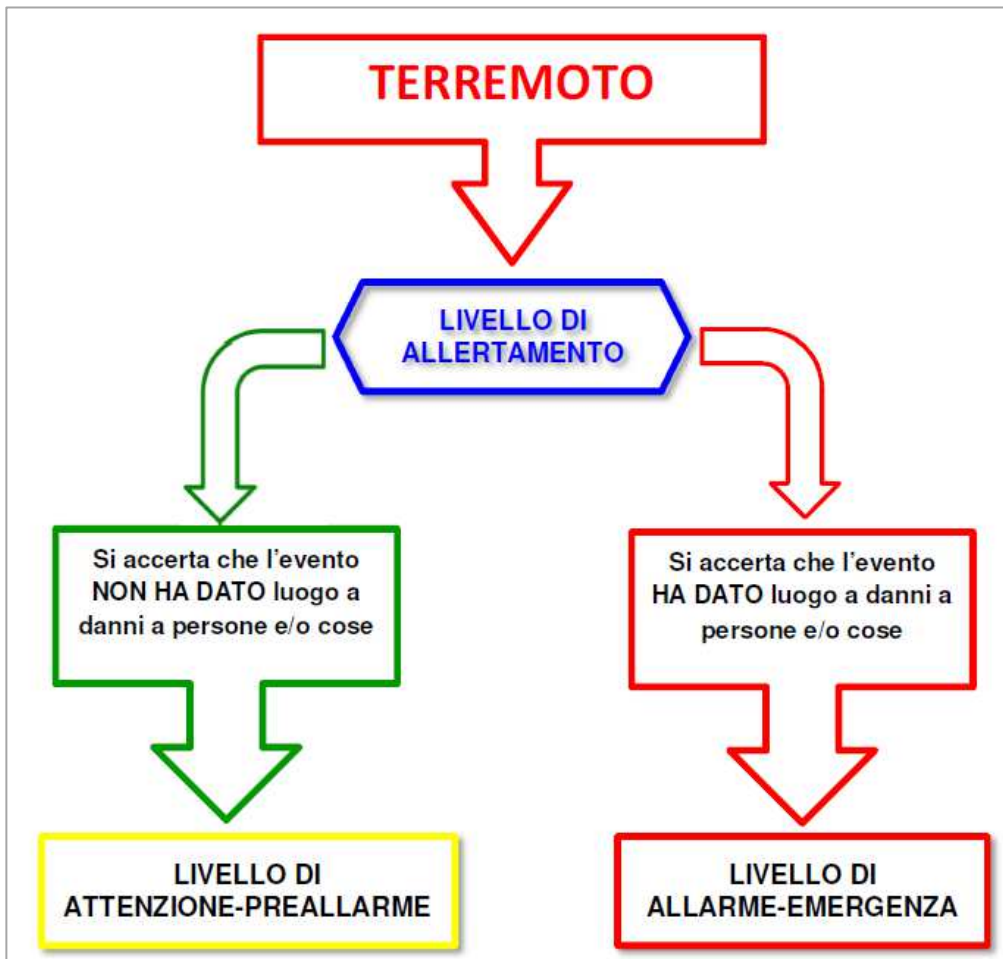 TERREMOTO
LIVELLO DI
ALLERTAMENTO
Si accerta che l'evento
NON HA DATO luogo a
danni a persone e/o cose
Si accerta che l'evento
HA DATO luogo a danni a
persone e/o cose
LIVELLO DI
ATTENZIONE-PREALLARME
LIVELLO DI
ALLARME-EMERGENZA